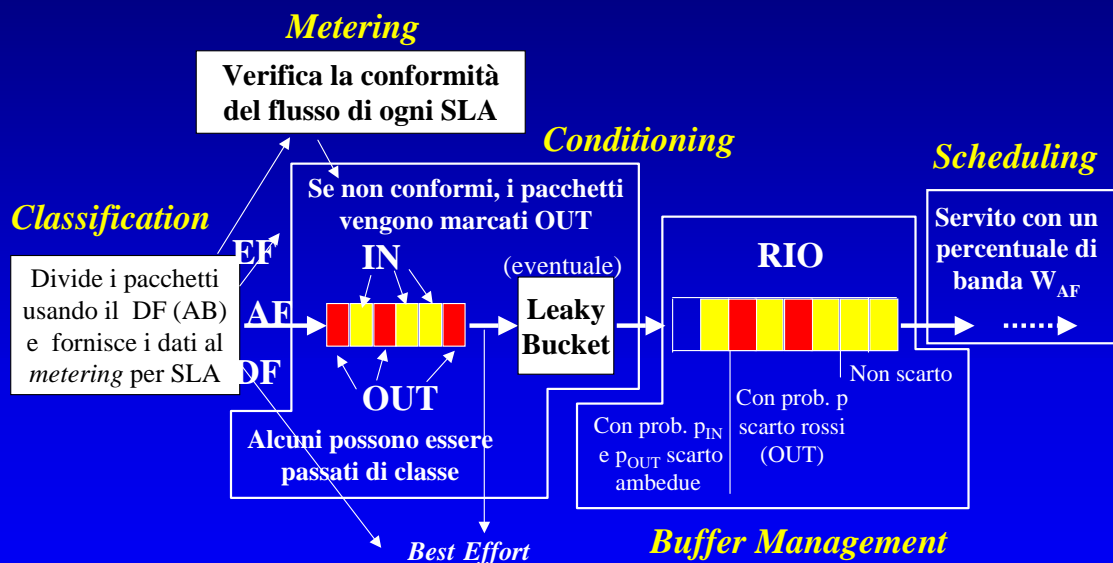 Metering
Verifica la conformità
del flusso di ogni SLA
Conditioning
Scheduling
Classification
Se non conformi, i pacchetti
vengono marcati OUT
Servito con un
percentuale di
banda W_AF
EF
Divide i pacchetti
usando il DF (AB)
e fornisce i dati al
metering per SLA
AF
DF
IN
OUT
(eventuale)
Leaky
Bucket
RIO
Non scarto
Con prob. p
scarto rossi
(OUT)
Con prob. p_IN
e p_OUT scarto
ambedue
Alcuni possono essere
passati di classe
Best Effort
Buffer Management